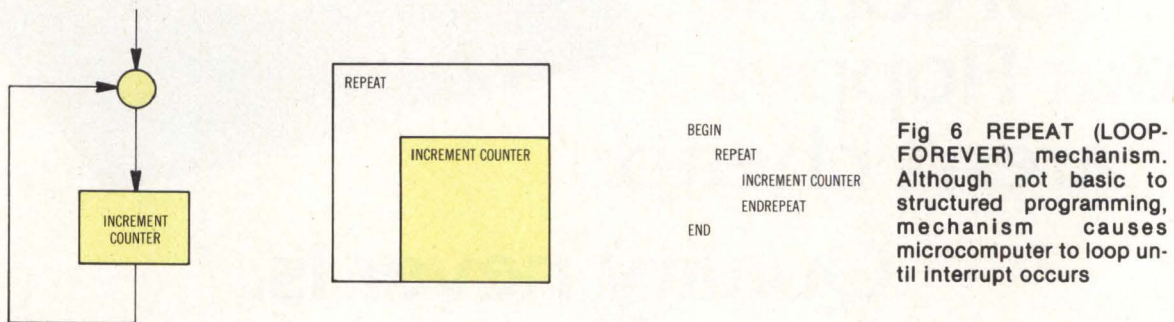 INCREMENT
COUNTER
REPEAT
INCREMENT COUNTER
BEGIN
REPEAT
INCREMENT COUNTER
ENDREPEAT
END
Fig 6 REPEAT (LOOP-
FOREVER) mechanism.
Although not basic to
structured programming,
mechanism causes
microcomputer to loop un-
til interrupt occurs